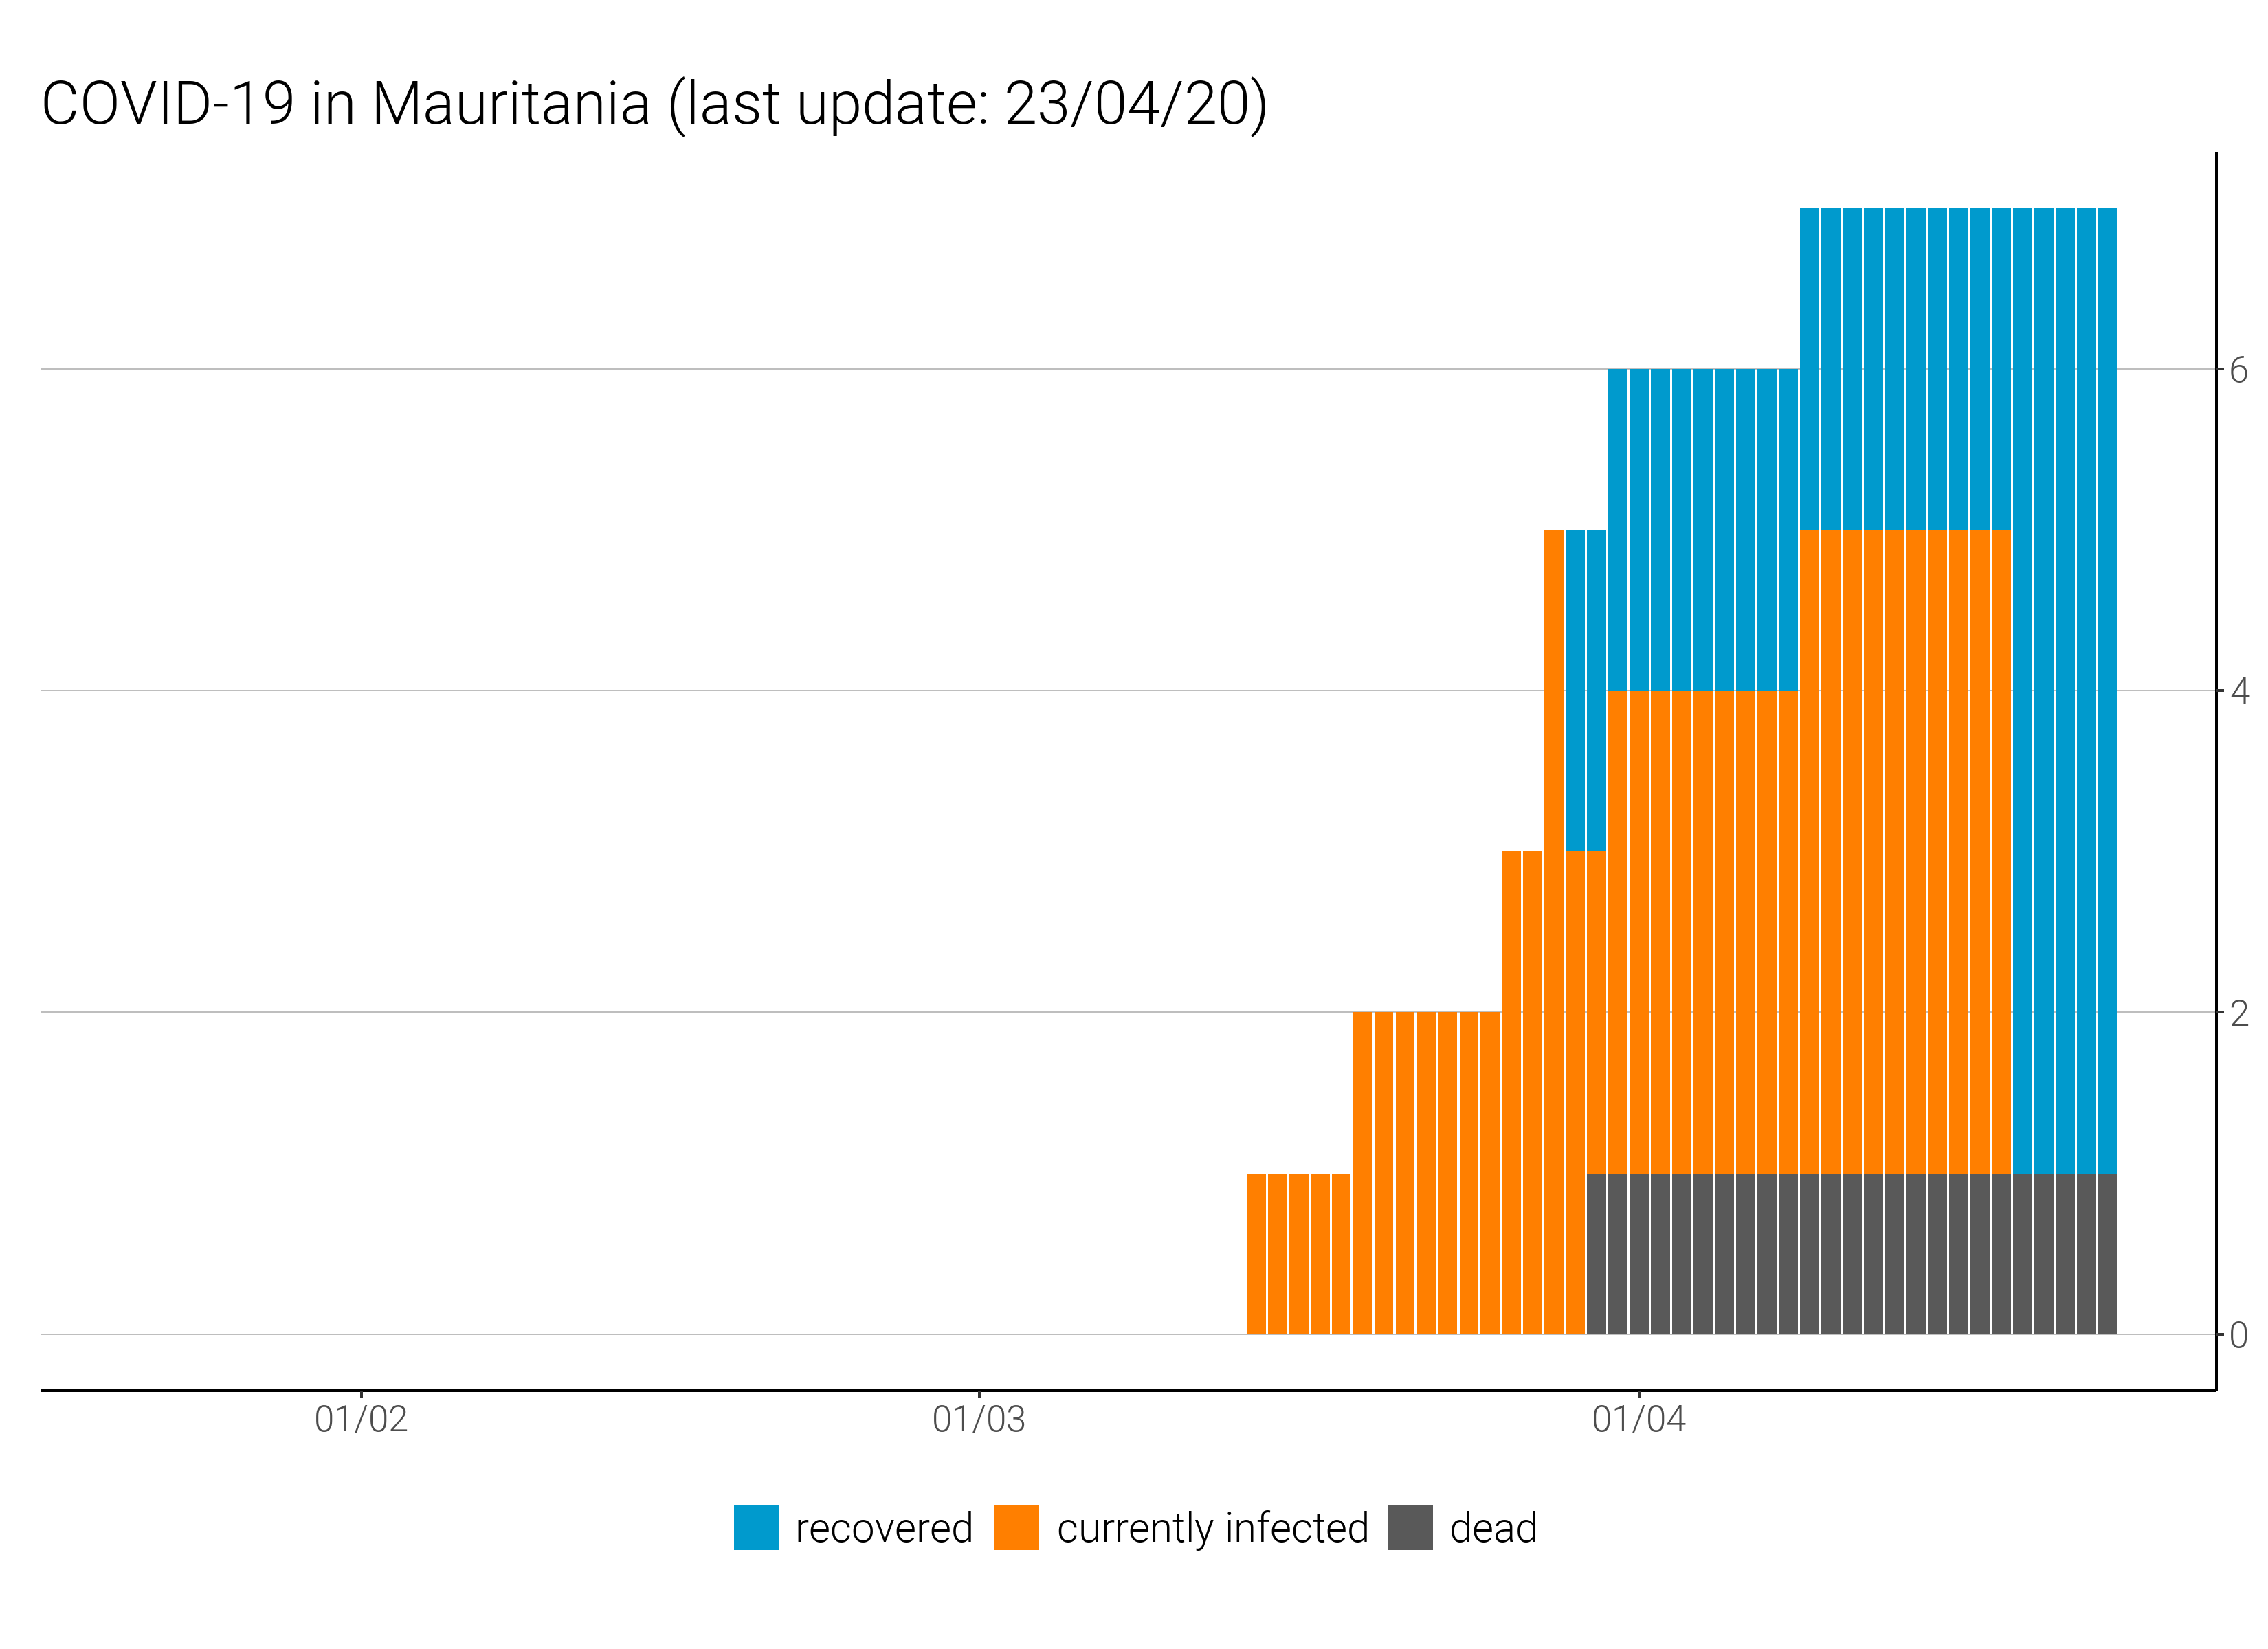 COVID-19 in Mauritania (last update: 23/04/20)
6
4
2
0
01/02 01/03 01/04
recovered currently infected dead